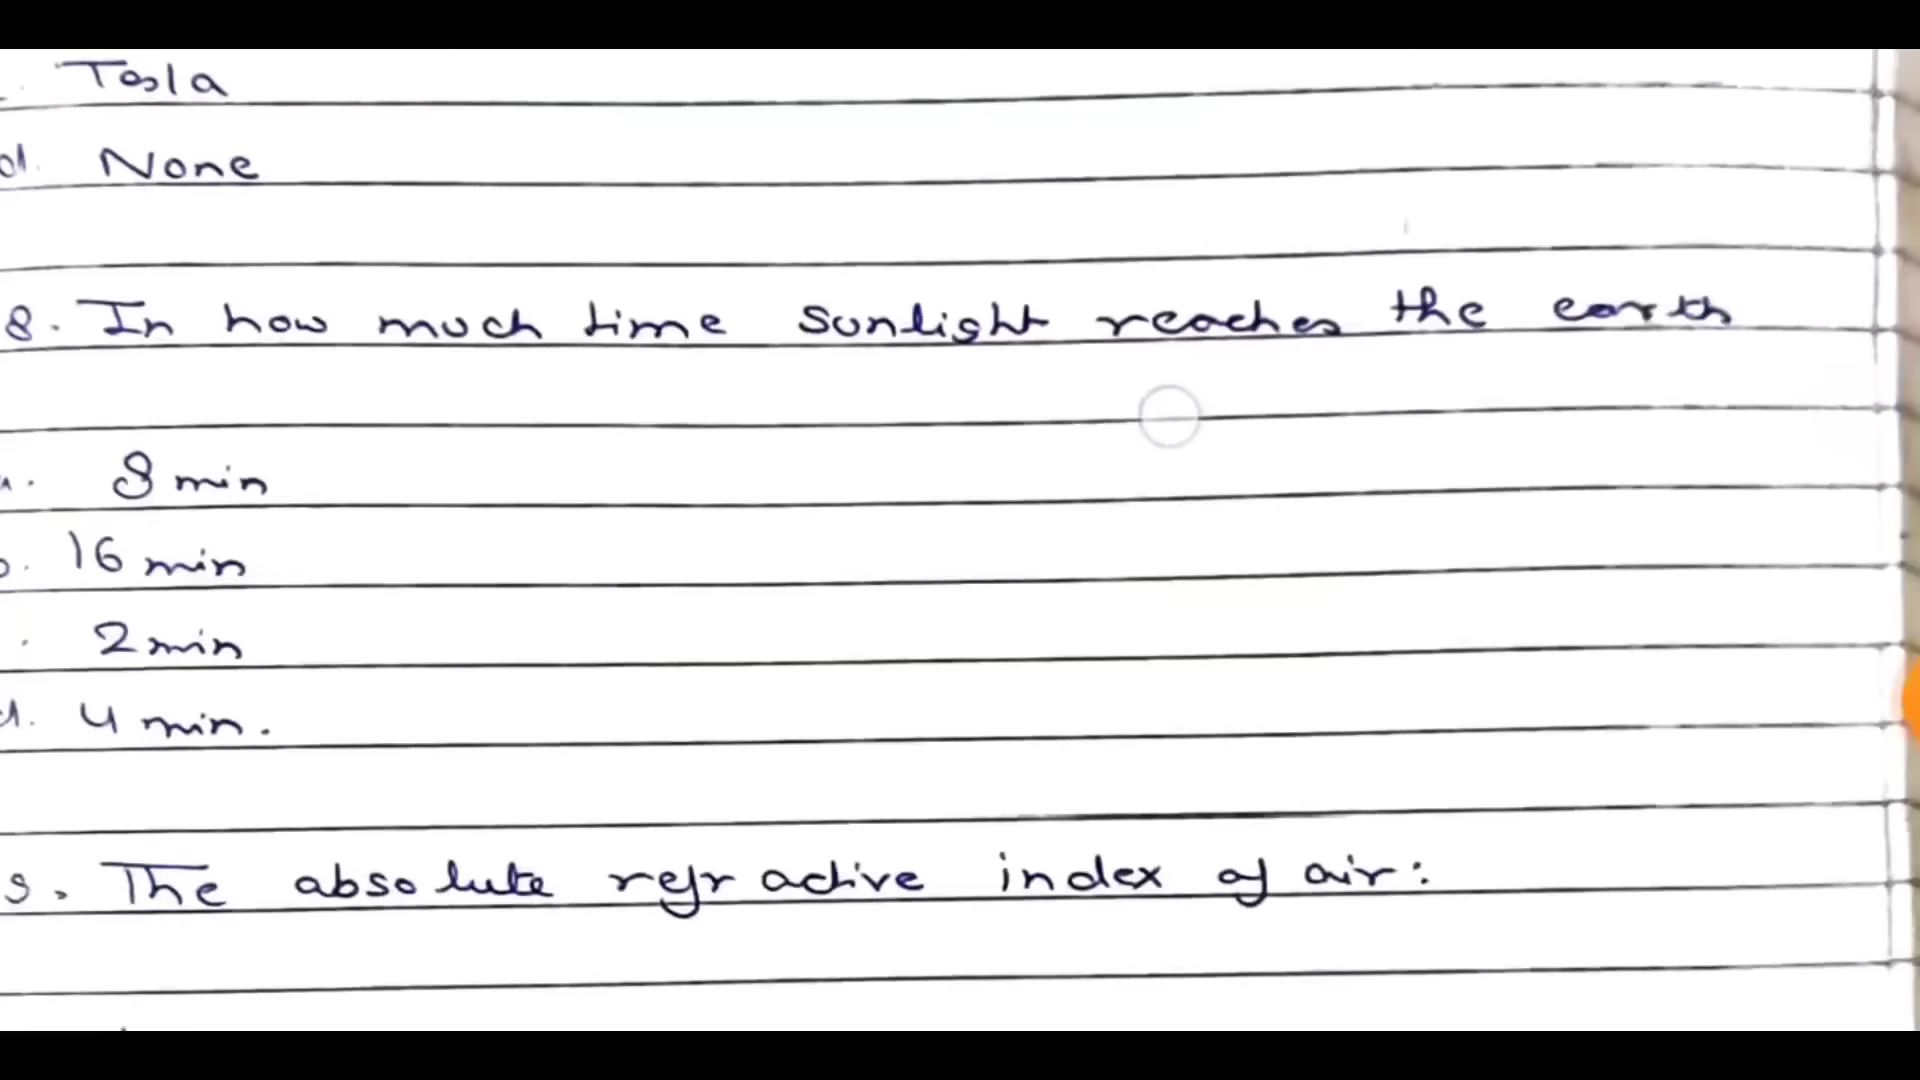 . Tesla
d. None
8. In how much time sunlight reaches the earth
a. 8 min
b. 16 min
. 2 min
d. 4 min.
9. The absolute refractive index of air: